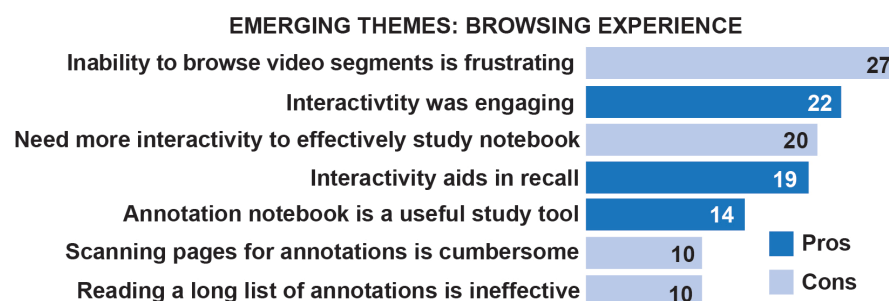 EMERGING THEMES: BROWSING EXPERIENCE
Inability to browse video segments is frustrating 27
Interactivtity was engaging 22
Need more interactivity to effectively study notebook 20
Interactivity aids in recall 19
Annotation notebook is a useful study tool 14
Scanning pages for annotations is cumbersome 10
Pros
Reading a long list of annotations is ineffective 10
Cons